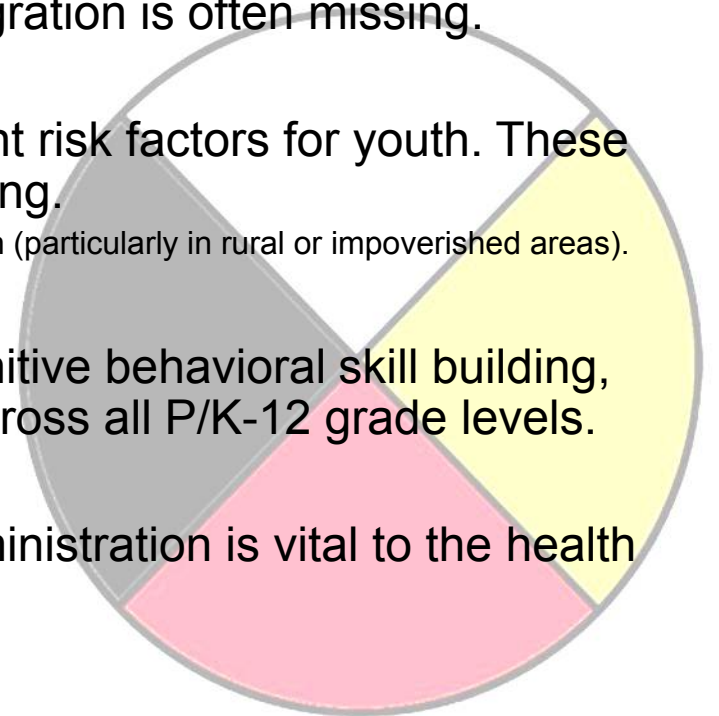 gration is often missing.
nt risk factors for youth. These
ng.
n (particularly in rural or impoverished areas).
nitive behavioral skill building,
ross all P/K-12 grade levels.
ministration is vital to the health